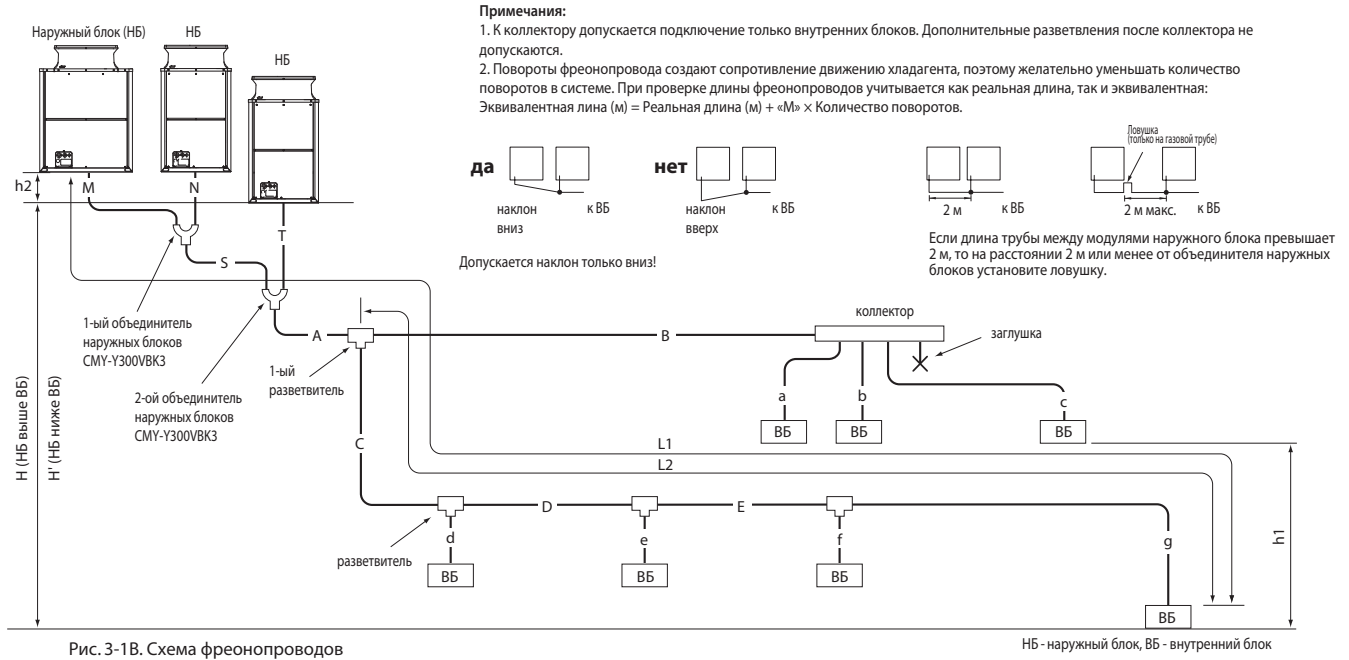 Примечания:
1. К коллектору допускается подключение только внутренних блоков. Дополнительные разветвления после коллектора не
допускаются.
2. Повороты фреонопровода создают сопротивление движению хладагента, поэтому желательно уменьшать количество
поворотов в системе. При проверке длины фреонопроводов учитывается как реальная длина, так и эквивалентная:
Эквивалентная лина (м) = Реальная длина (м) + «М» × Количество поворотов.
Наружный блок (НБ)
НБ
НБ
h2
M
N
T
S
да
наклон
вниз
к ВБ
нет
наклон
вверх
к ВБ
Допускается наклон только вниз!
2 м
к ВБ
Ловушка
(только на газовой трубе)
2 м макс.
к ВБ
Если длина трубы между модулями наружного блока превышает
2 м, то на расстоянии 2 м или менее от объединителя наружных
блоков установите ловушку.
1-ый объединитель
наружных блоков
CMY-Y300VBK3
2-ой объединитель
наружных блоков
CMY-Y300VBK3
A
1-ый
разветвитель
B
коллектор
заглушка
a
b
c
ВБ
ВБ
ВБ
H (НБ выше ВБ)
H' (НБ ниже ВБ)
C
L1
L2
D
E
d
e
f
g
h1
разветвитель
ВБ
ВБ
ВБ
ВБ
Рис. 3-1В. Схема фреонопроводов
НБ - наружный блок, ВБ - внутренний блок